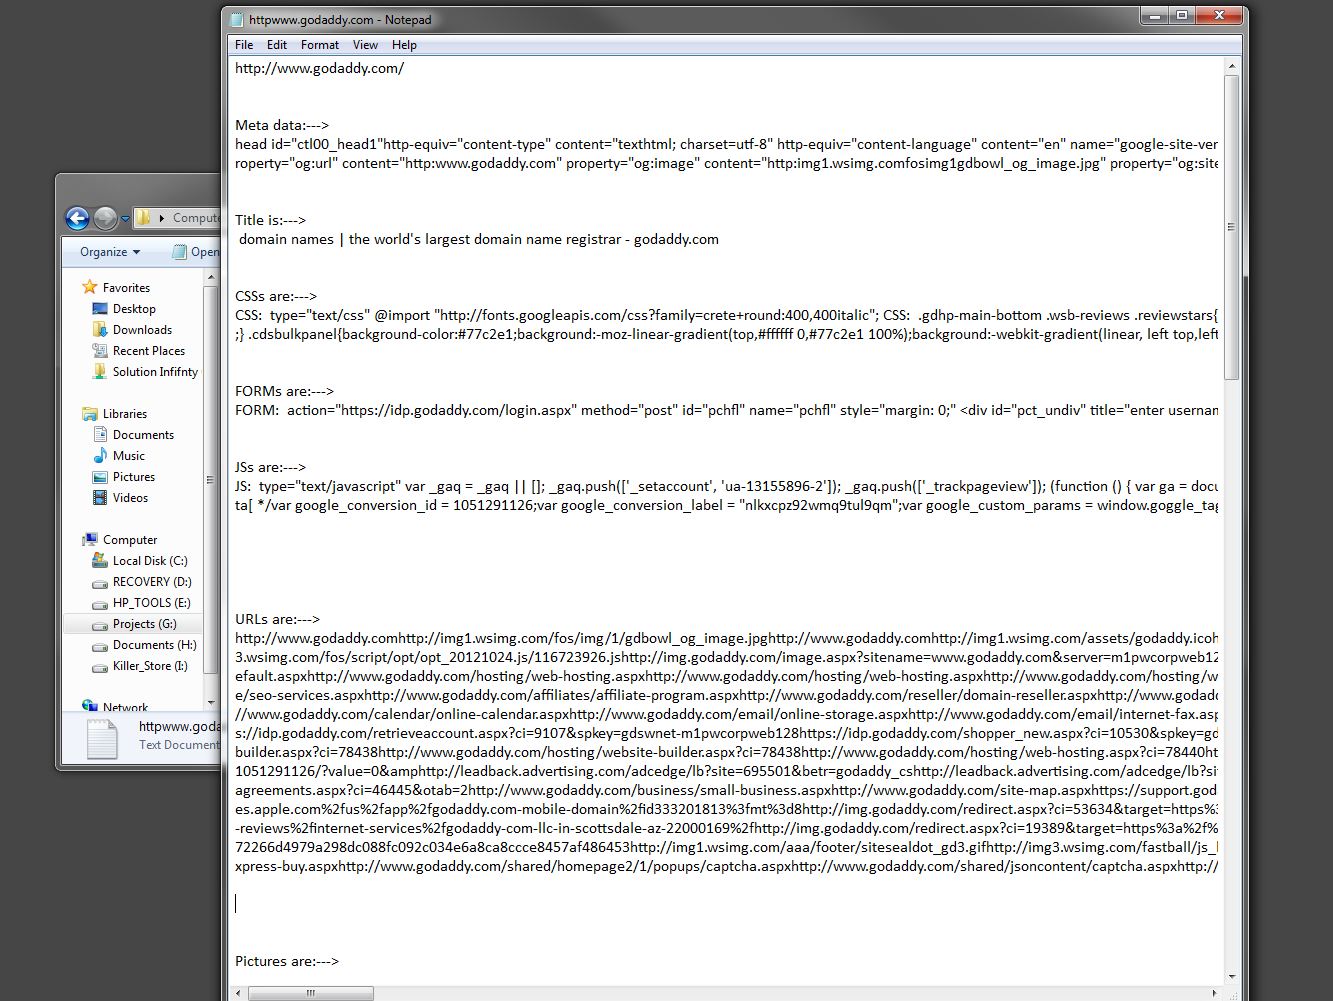 httpwww.godaddy.com - Notepad
File Edit Format View Help
http://www.godaddy.com/
Meta data:--->
head id="ctl00_head1"http-equiv="content-type" content="texthtml; charset=utf-8" http-equiv="content-language" content="en" name="google-site-ver
roperty="og:url" content="http:www.godaddy.com" property="og:image" content="http:img1.wsimg.comfosimg1gdbowl_og_image.jpg" property="og:site
Title is:--->
domain names | the world's largest domain name registrar - godaddy.com
CSSs are:--->
CSS:  type="text/css" @import "http://fonts.googleapis.com/css?family=crete+round:400,400italic"; CSS:  .gdhp-main-bottom .wsb-reviews .reviewstars{
;} .cdsbulkpanel{background-color:#77c2e1;background:-moz-linear-gradient(top,#ffffff 0,#77c2e1 100%);background:-webkit-gradient(linear, left top,left
FORMs are:--->
FORM:  action="https://idp.godaddy.com/login.aspx" method="post" id="pchfl" name="pchfl" style="margin: 0;" <div id="pct_undiv" title="enter usernam
JSs are:--->
JS:  type="text/javascript" var _gaq = _gaq || []; _gaq.push(['_setaccount', 'ua-13155896-2']); _gaq.push(['_trackpageview']); (function () { var ga = docu
ta[ */var google_conversion_id = 1051291126;var google_conversion_label = "nlkxcpz92wmq9tul9qm";var google_custom_params = window.goggle_tag
URLs are:--->
http://www.godaddy.comhttp://img1.wsimg.com/fos/img/1/gdbowl_og_image.jpghttp://www.godaddy.comhttp://img1.wsimg.com/assets/godaddy.icoh
3.wsimg.com/fos/script/opt/opt_20121024.js/116723926.jshttp://img.godaddy.com/image.aspx?sitename=www.godaddy.com&server=m1pwcorpweb12
efault.aspxhttp://www.godaddy.com/hosting/web-hosting.aspxhttp://www.godaddy.com/hosting/web-hosting.aspxhttp://www.godaddy.com/hosting/w
e/seo-services.aspxhttp://www.godaddy.com/affiliates/affiliate-program.aspxhttp://www.godaddy.com/reseller/domain-reseller.aspxhttp://www.godadd
//www.godaddy.com/calendar/online-calendar.aspxhttp://www.godaddy.com/email/online-storage.aspxhttp://www.godaddy.com/email/internet-fax.asp
s://idp.godaddy.com/retrieveaccount.aspx?ci=9107&spkey=gdswnet-m1pwcorpweb128https://idp.godaddy.com/shopper_new.aspx?ci=10530&spkey=gd
builder.aspx?ci=78438http://www.godaddy.com/hosting/website-builder.aspx?ci=78438http://www.godaddy.com/hosting/web-hosting.aspx?ci=78440ht
1051291126/?value=0&amphttp://leadback.advertising.com/adcedge/lb?site=695501&betr=godaddy_cshttp://leadback.advertising.com/adcedge/lb?si
agreements.aspx?ci=46445&otab=2http://www.godaddy.com/business/small-business.aspxhttp://www.godaddy.com/site-map.aspxhttps://support.god
es.apple.com%2fus%2fapp%2fgodaddy.com-mobile-domain%2fid333201813%3fmt%3d8http://img.godaddy.com/redirect.aspx?ci=53634&target=https%3
-reviews%2finternet-services%2fgodaddy-com-llc-in-scottsdale-az-22000169%2fhttp://img.godaddy.com/redirect.aspx?ci=19389&target=https%3a%2f%
72266d4979a298dc088fc092c034e6a8ca8ccce8457af486453http://img1.wsimg.com/aaa/footer/sitesealdot_gd3.gifhttp://img3.wsimg.com/fastball/js_l
xpress-buy.aspxhttp://www.godaddy.com/shared/homepage2/1/popups/captcha.aspxhttp://www.godaddy.com/shared/jsoncontent/captcha.aspxhttp://
Pictures are:--->
Compute
Organize Open
Favorites
Desktop
Downloads
Recent Places
Solution Infifnty
Libraries
Documents
Music
Pictures
Videos
Computer
Local Disk (C:)
RECOVERY (D:)
HP_TOOLS (E:)
Projects (G:)
Documents (H:)
Killer_Store (I:)
Network
httpwww.goda
Text Document